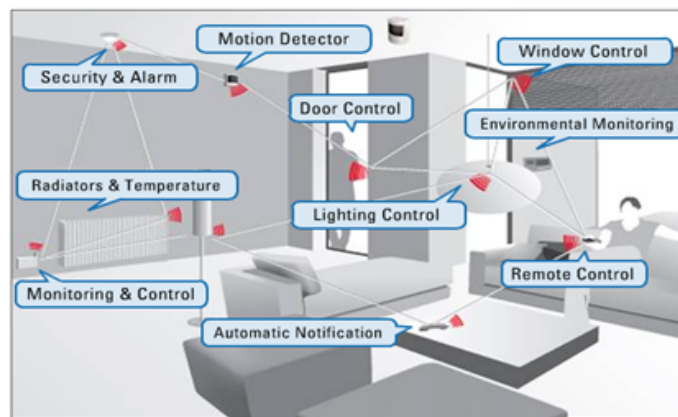 Motion Detector
Window Control
Security & Alarm
Door Control
Environmental Monitoring
Radiators & Temperature
Lighting Control
Remote Control
Monitoring & Control
Automatic Notification